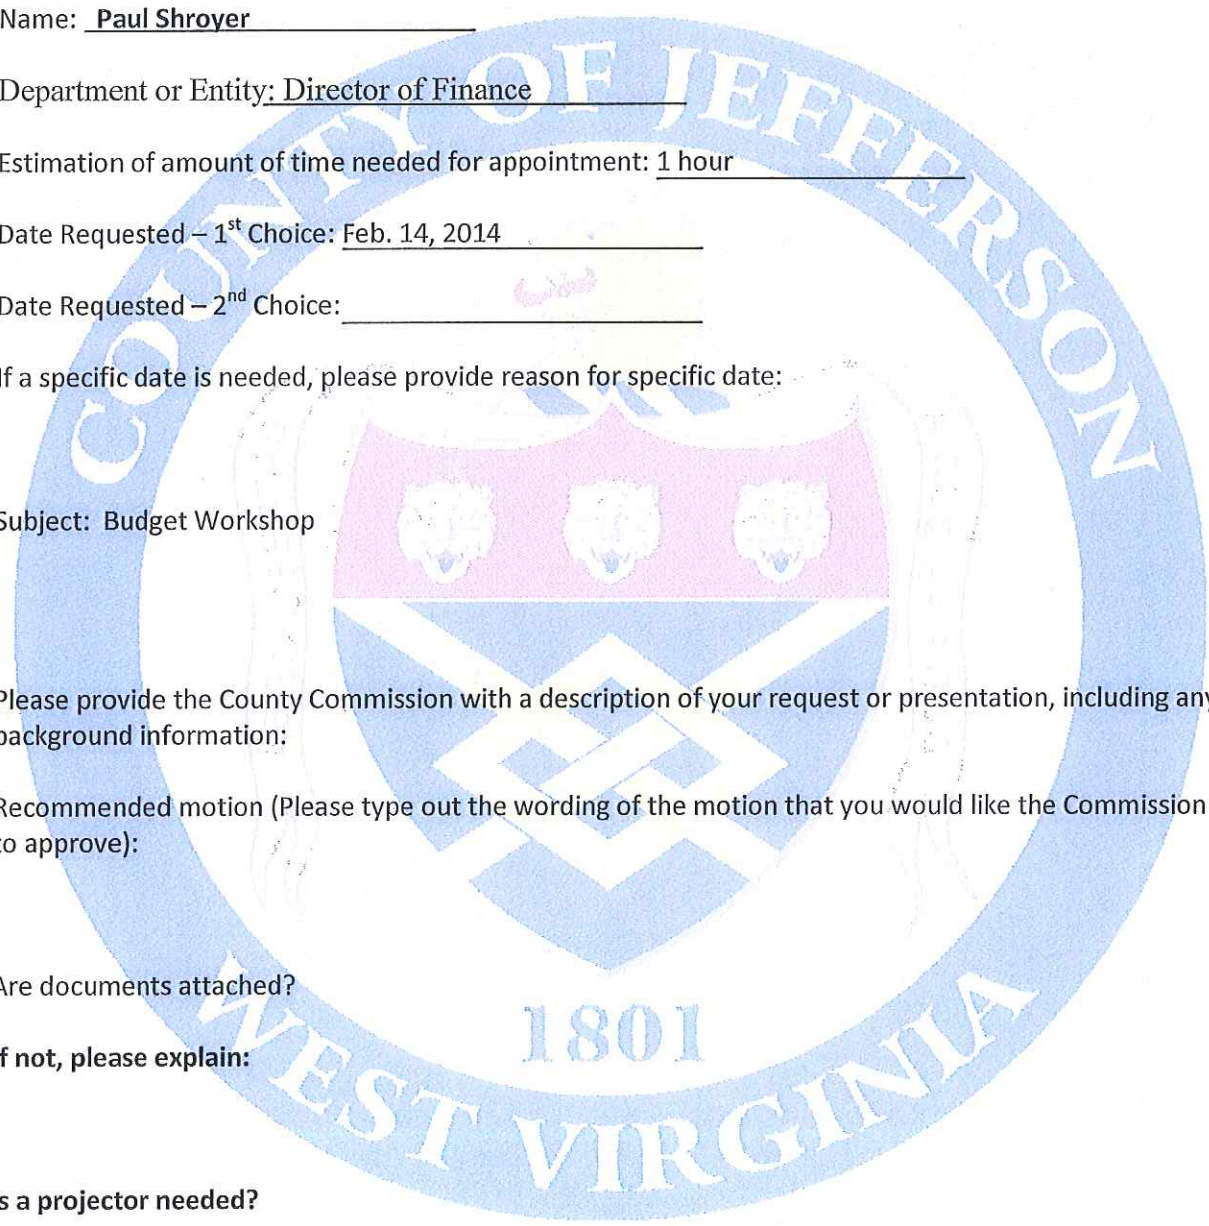 Name: Paul Shroyer
Department or Entity: Director of Finance
Estimation of amount of time needed for appointment: 1 hour
Date Requested – 1st Choice: Feb. 14, 2014
Date Requested – 2nd Choice:
If a specific date is needed, please provide reason for specific date:
Subject: Budget Workshop
Please provide the County Commission with a description of your request or presentation, including any
background information:
Recommended motion (Please type out the wording of the motion that you would like the Commission
to approve):
Are documents attached?
If not, please explain:
Is a projector needed?
COUNTY OF JEFFERSON
1801
WEST VIRGINIA